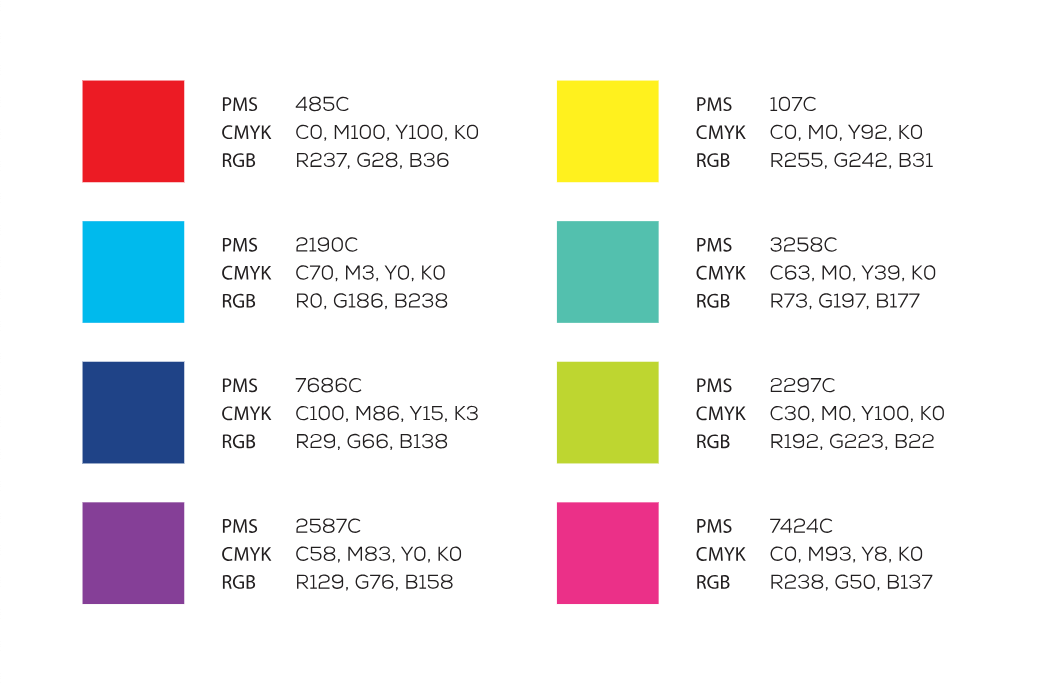 PMS 485C
CMYK C0, M100, Y100, K0
RGB R237, G28, B36
PMS 107C
CMYK C0, M0, Y92, K0
RGB R255, G242, B31
PMS 2190C
CMYK C70, M3, Y0, K0
RGB R0, G186, B238
PMS 3258C
CMYK C63, M0, Y39, K0
RGB R73, G197, B177
PMS 7686C
CMYK C100, M86, Y15, K3
RGB R29, G66, B138
PMS 2297C
CMYK C30, M0, Y100, K0
RGB R192, G223, B22
PMS 2587C
CMYK C58, M83, Y0, K0
RGB R129, G76, B158
PMS 7424C
CMYK C0, M93, Y8, K0
RGB R238, G50, B137